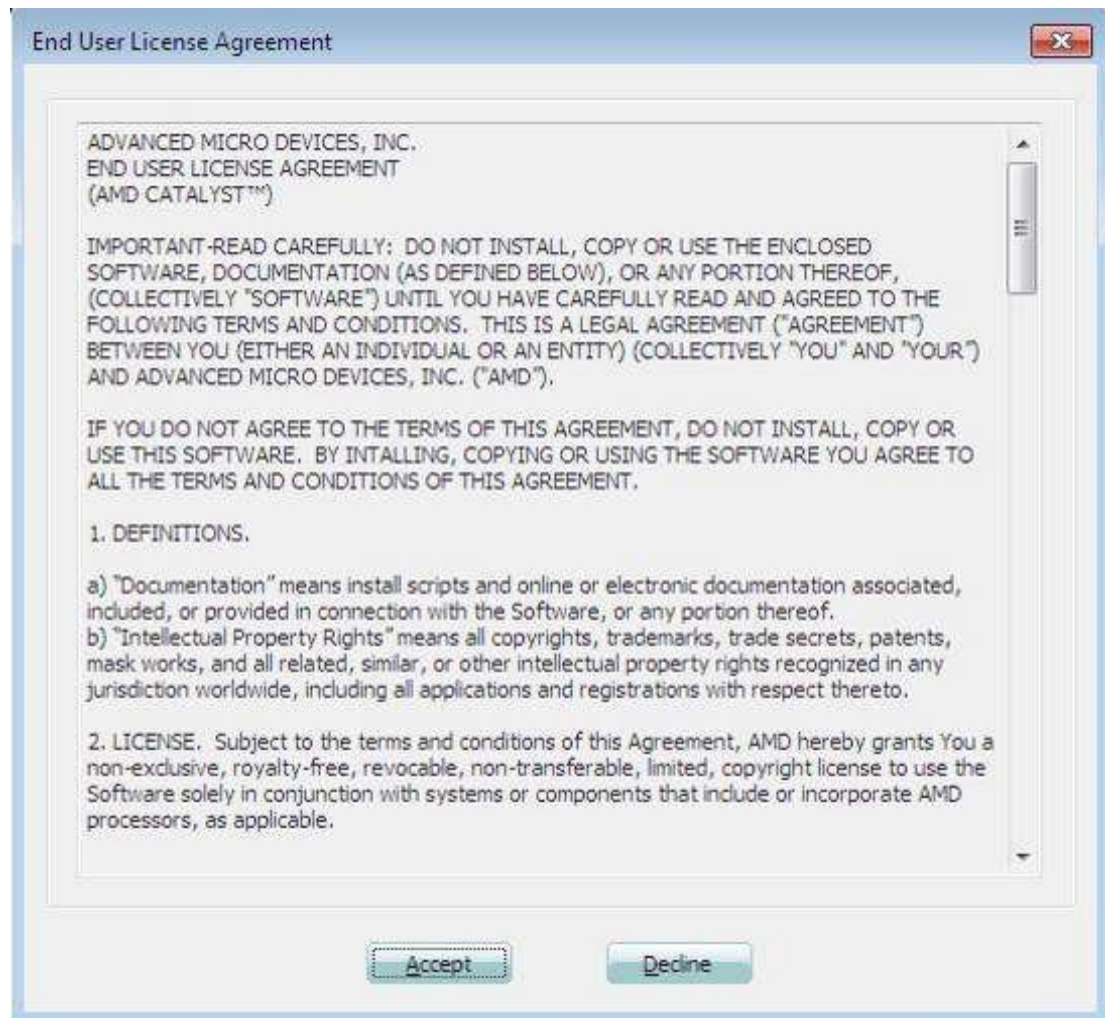 End User License Agreement
ADVANCED MICRO DEVICES, INC.
END USER LICENSE AGREEMENT
(AMD CATALYST™)
IMPORTANT-READ CAREFULLY:  DO NOT INSTALL, COPY OR USE THE ENCLOSED
SOFTWARE, DOCUMENTATION (AS DEFINED BELOW), OR ANY PORTION THEREOF,
(COLLECTIVELY "SOFTWARE") UNTIL YOU HAVE CAREFULLY READ AND AGREED TO THE
FOLLOWING TERMS AND CONDITIONS.  THIS IS A LEGAL AGREEMENT ("AGREEMENT")
BETWEEN YOU (EITHER AN INDIVIDUAL OR AN ENTITY) (COLLECTIVELY "YOU" AND "YOUR")
AND ADVANCED MICRO DEVICES, INC. ("AMD").
IF YOU DO NOT AGREE TO THE TERMS OF THIS AGREEMENT, DO NOT INSTALL, COPY OR
USE THIS SOFTWARE.  BY INTALLING, COPYING OR USING THE SOFTWARE YOU AGREE TO
ALL THE TERMS AND CONDITIONS OF THIS AGREEMENT.
1. DEFINITIONS.
a) "Documentation" means install scripts and online or electronic documentation associated,
included, or provided in connection with the Software, or any portion thereof.
b) "Intellectual Property Rights" means all copyrights, trademarks, trade secrets, patents,
mask works, and all related, similar, or other intellectual property rights recognized in any
jurisdiction worldwide, including all applications and registrations with respect thereto.
2. LICENSE.  Subject to the terms and conditions of this Agreement, AMD hereby grants You a
non-exclusive, royalty-free, revocable, non-transferable, limited, copyright license to use the
Software solely in conjunction with systems or components that include or incorporate AMD
processors, as applicable.
Accept
Decline